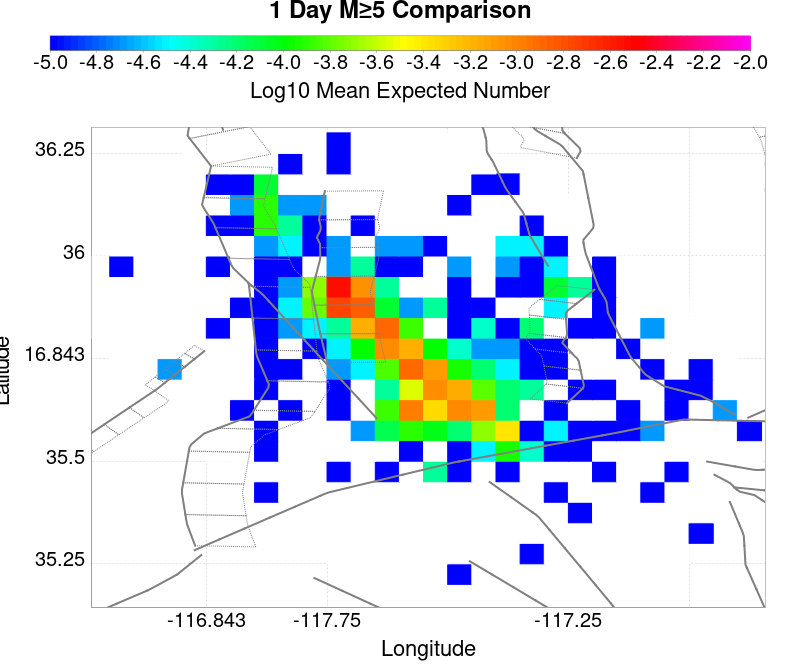 1 Day M≥5 Comparison
-5.0 -4.8 -4.6 -4.4 -4.2 -4.0 -3.8 -3.6 -3.4 -3.2 -3.0 -2.8 -2.6 -2.4 -2.2 -2.0
Log10 Mean Expected Number
36.25
36
16.843
35.5
35.25
Latitude
-116.843 -117.75 -117.25
Longitude